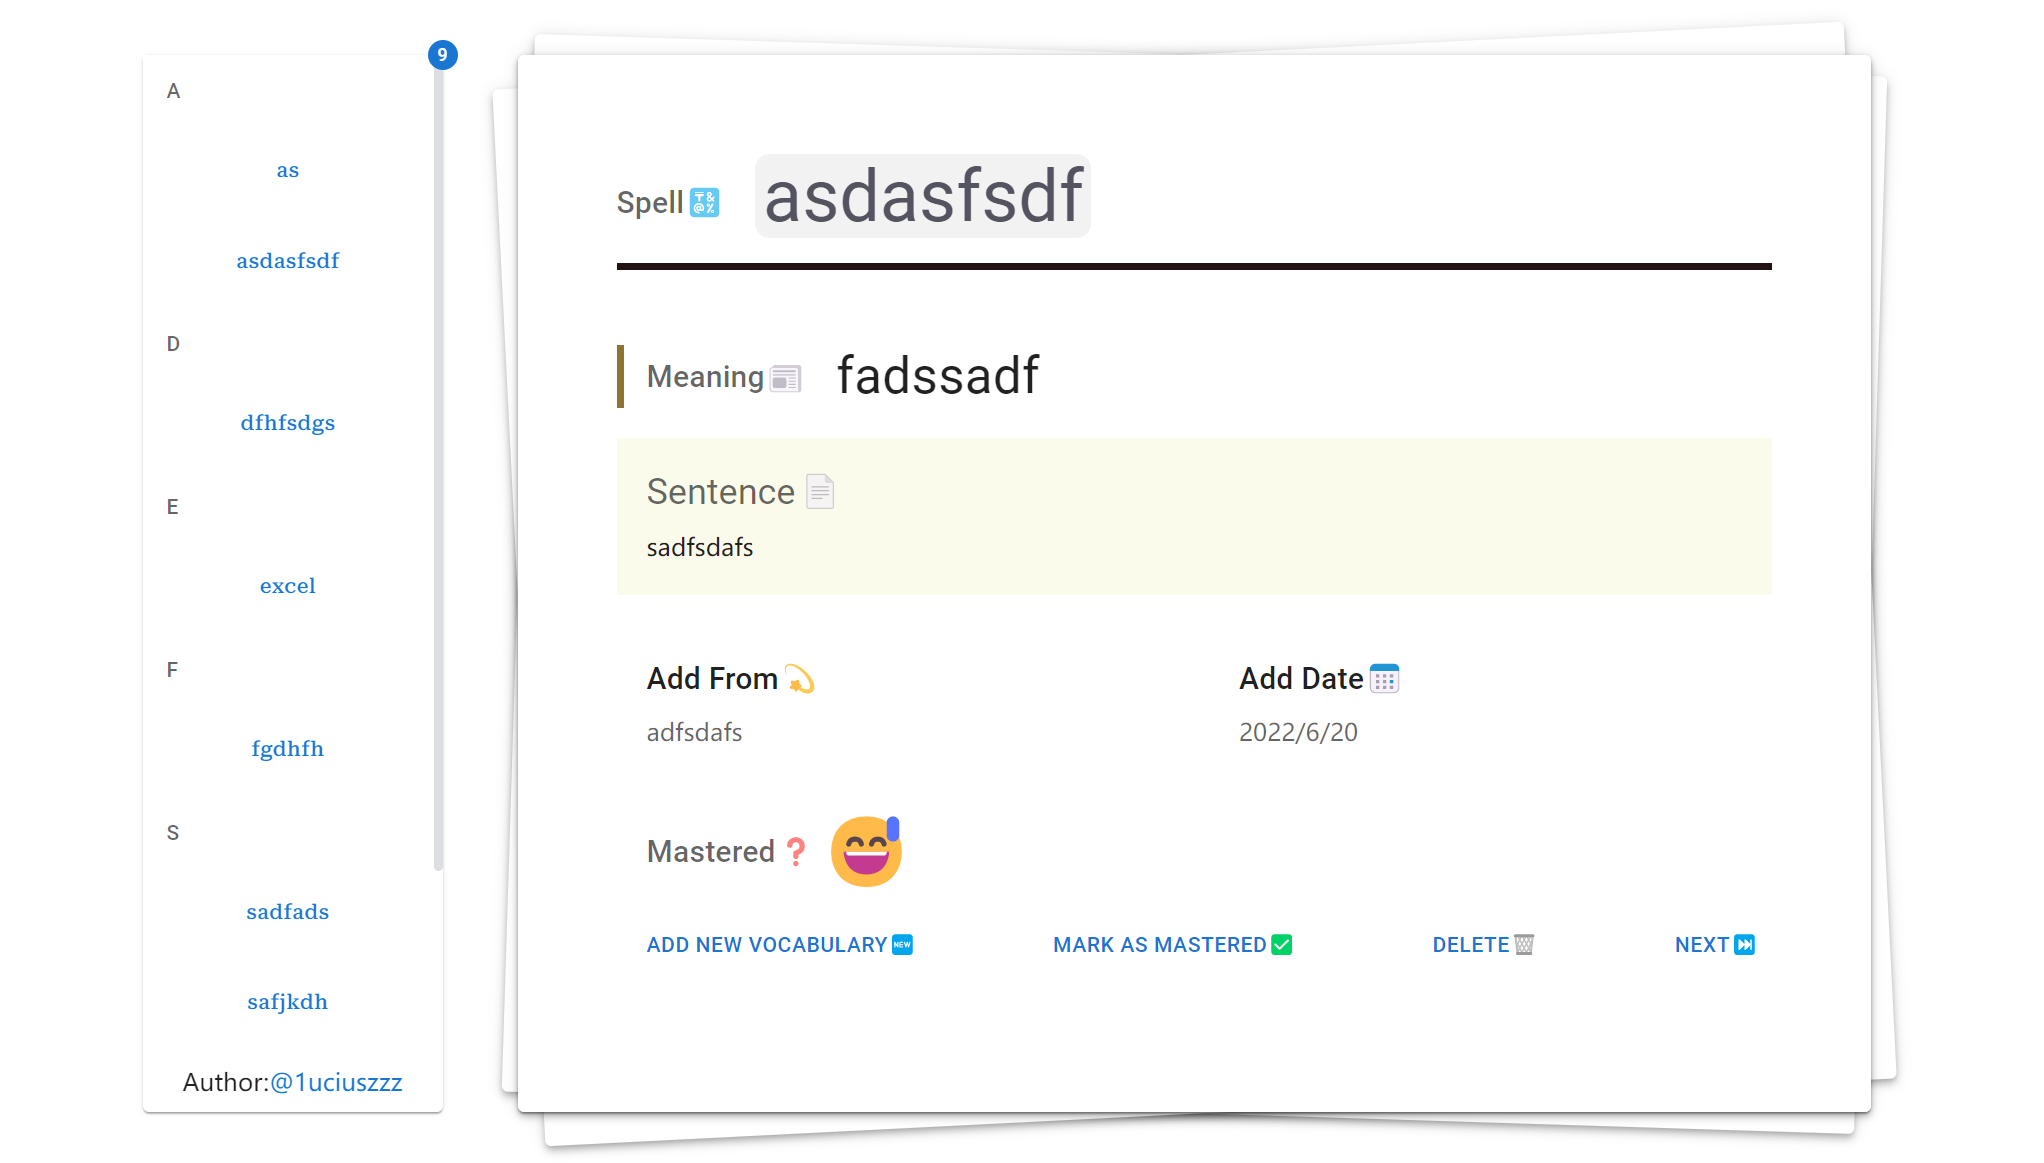 9
A
as
asdasfsdf
D
dfhfsdgs
E
excel
F
fgdhfh
S
sadfads
safjkdh
Author:@1uciuszzz
Spell asdasfsdf
Meaning fadssadf
Sentence
sadfsdafs
Add From
adfsdafs
Add Date
2022/6/20
Mastered ❓
ADD NEW VOCABULARY NEW
MARK AS MASTERED
DELETE
NEXT